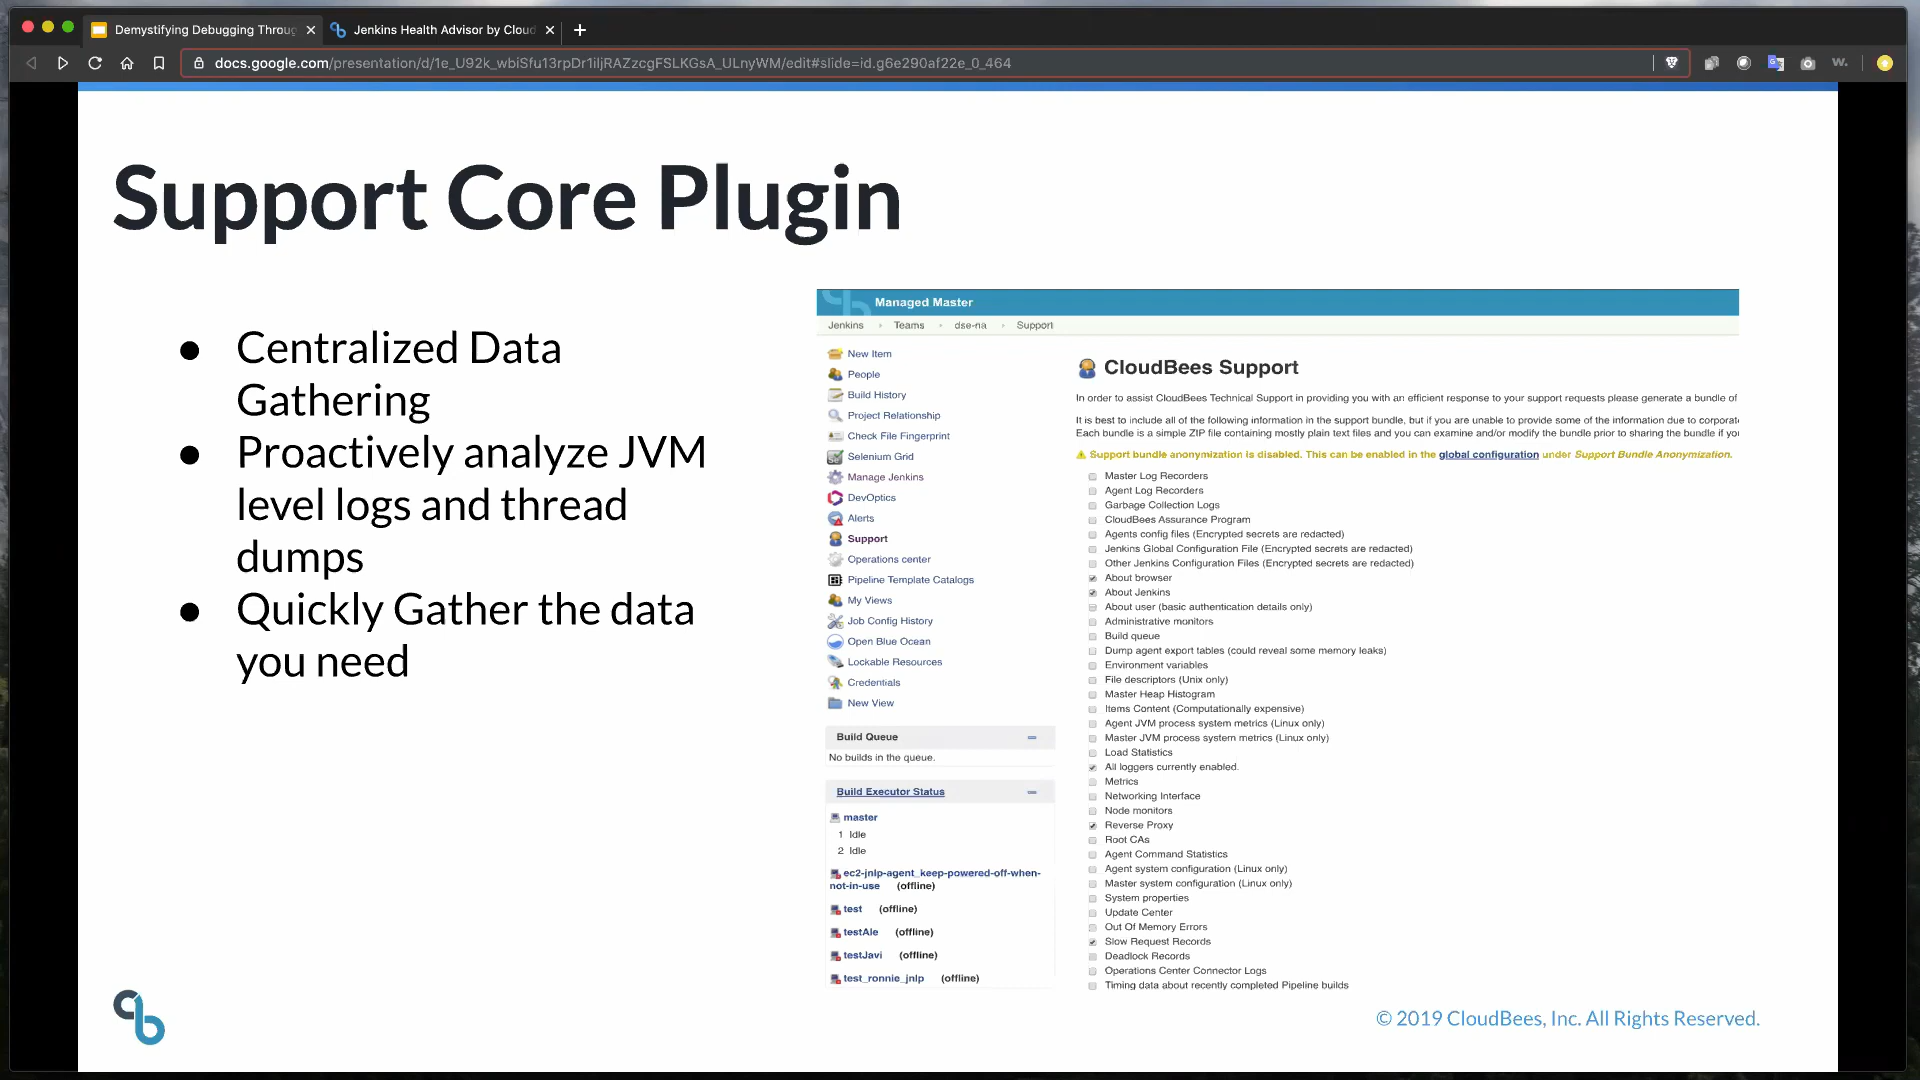 Demystifying Debugging Throug
Jenkins Health Advisor by Cloud
docs.google.com/presentation/d/1e_U92k_wbiSfu13rpDr1iljRAZzcgFSLKGsA_ULnyWM/edit#slide=id.g6e290af22e_0_464
Support Core Plugin
● Centralized Data
Gathering
● Proactively analyze JVM
level logs and thread
dumps
● Quickly Gather the data
you need
Managed Master
Jenkins Teams dse-na Support
New Item
People
Build History
Project Relationship
Check File Fingerprint
Selenium Grid
Manage Jenkins
DevOptics
Alerts
Support
Operations center
Pipeline Template Catalogs
My Views
Job Config History
Open Blue Ocean
Lockable Resources
Credentials
New View
Build Queue
No builds in the queue.
Build Executor Status
master
1 Idle
2 Idle
ec2-jnlp-agent_keep-powered-off-when-
not-in-use (offline)
test (offline)
testAle (offline)
testJavi (offline)
test_ronnie_jnlp (offline)
CloudBees Support
In order to assist CloudBees Technical Support in providing you with an efficient response to your support requests please generate a bundle of
It is best to include all of the following information in the support bundle, but if you are unable to provide some of the information due to corporat
Each bundle is a simple ZIP file containing mostly plain text files and you can examine and/or modify the bundle prior to sharing the bundle if yo
Support bundle anonymization is disabled. This can be enabled in the global configuration under Support Bundle Anonymization.
Master Log Recorders
Agent Log Recorders
Garbage Collection Logs
CloudBees Assurance Program
Agents config files (Encrypted secrets are redacted)
Jenkins Global Configuration File (Encrypted secrets are redacted)
Other Jenkins Configuration Files (Encrypted secrets are redacted)
About browser
About Jenkins
About user (basic authentication details only)
Administrative monitors
Build queue
Dump agent export tables (could reveal some memory leaks)
Environment variables
File descriptors (Unix only)
Master Heap Histogram
Items Content (Computationally expensive)
Agent JVM process system metrics (Linux only)
Master JVM process system metrics (Linux only)
Load Statistics
All loggers currently enabled.
Metrics
Networking Interface
Node monitors
Reverse Proxy
Root CAs
Agent Command Statistics
Agent system configuration (Linux only)
Master system configuration (Linux only)
System properties
Update Center
Out Of Memory Errors
Slow Request Records
Deadlock Records
Operations Center Connector Logs
Timing data about recently completed Pipeline builds
© 2019 CloudBees, Inc. All Rights Reserved.